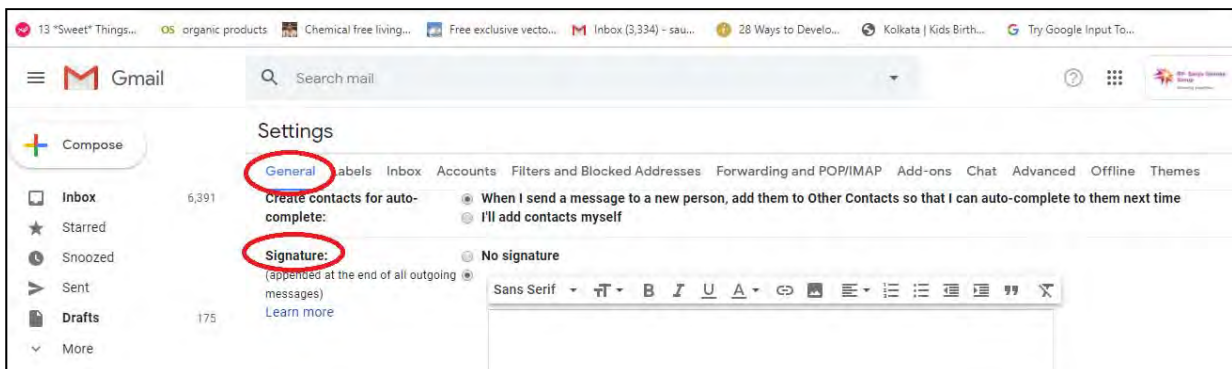 13 "Sweet" Things... OS organic products Chemical free living... Free exclusive vecto... Inbox (3,334) - sau... 28 Ways to Develo... Kolkata | Kids Birth... G Try Google Input To...
Gmail
Search mail
Settings
Compose
General Labels Inbox Accounts Filters and Blocked Addresses Forwarding and POP/IMAP Add-ons Chat Advanced Offline Themes
Inbox 6,391
Starred
Snoozed
Sent
Drafts 175
More
Create contacts for auto-complete:
When I send a message to a new person, add them to Other Contacts so that I can auto-complete to them next time
I'll add contacts myself
Signature:
(appended at the end of all outgoing
messages)
Learn more
No signature
Sans Serif